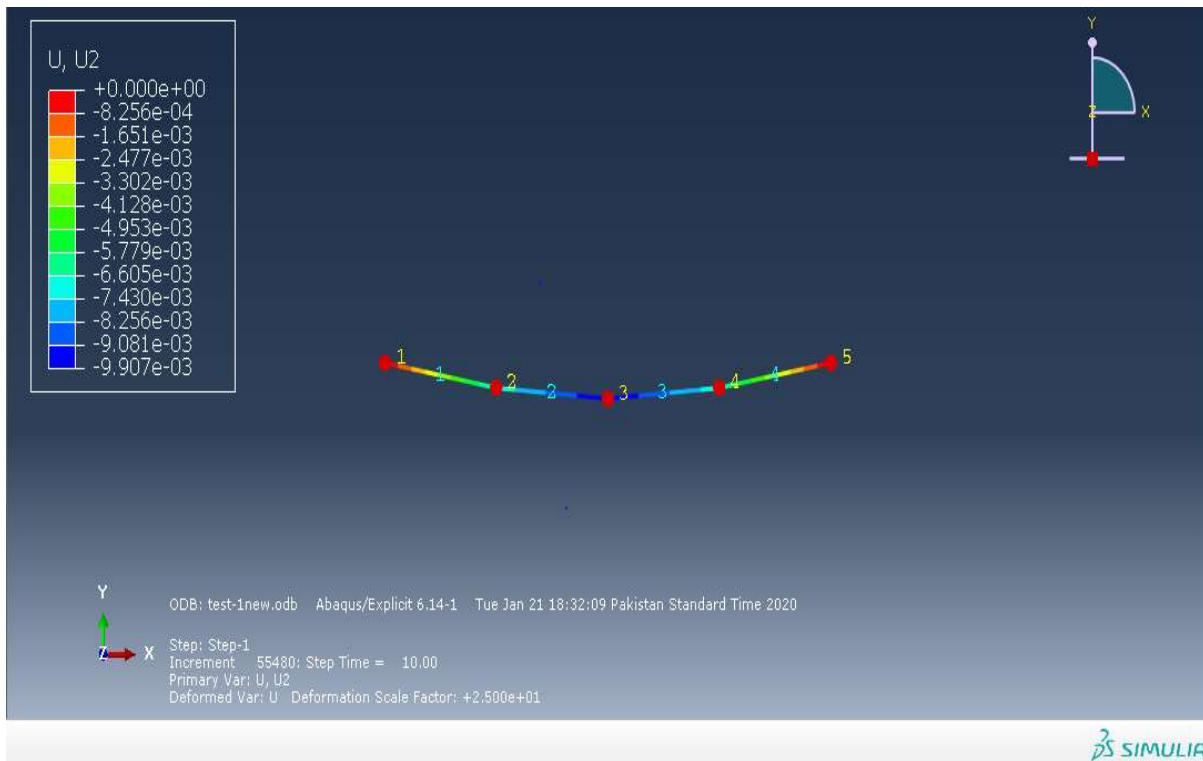 U, U2
+0.000e+00
-8.256e-04
-1.651e-03
-2.477e-03
-3.302e-03
-4.128e-03
-4.953e-03
-5.779e-03
-6.605e-03
-7.430e-03
-8.256e-03
-9.081e-03
-9.907e-03
Y
Z X
1 1 2 2 3 3 4 4 5
Y
Z X
ODB: test-1new.odb Abaqus/Explicit 6.14-1 Tue Jan 21 18:32:09 Pakistan Standard Time 2020
Step: Step-1
Increment 55480: Step Time = 10.00
Primary Var: U, U2
Deformed Var: U Deformation Scale Factor: +2.500e+01
SIMULIA